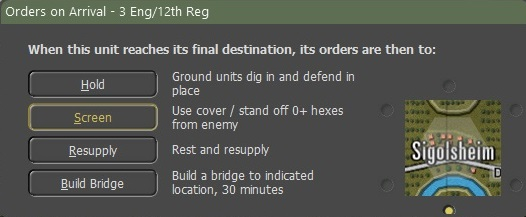 Orders on Arrival - 3 Eng/12th Reg
When this unit reaches its final destination, its orders are then to:
Hold
Ground units dig in and defend in
place
Screen
Use cover / stand off 0+ hexes
from enemy
Resupply
Rest and resupply
Build Bridge
Build a bridge to indicated
location, 30 minutes
Sigolsheim
D